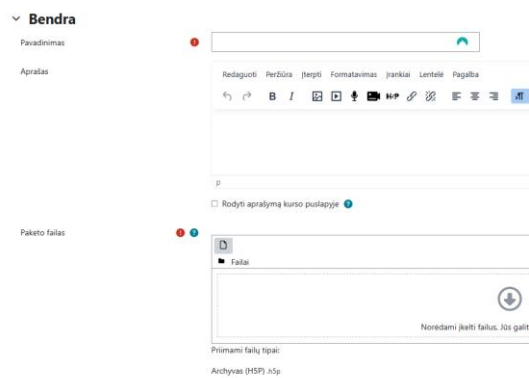 Bendra
Pavadinimas
Aprašas
Redaguoti Peržiūra Įterpti Formatavimas Įrankiai Lentelė Pagalba
B I H5P
p
Rodyti aprašymą kurso puslapyje
Paketo failas
Failai
Norėdami įkelti failus, Jūs galit
Priimami failų tipai:
Archyvas (H5P) .h5p